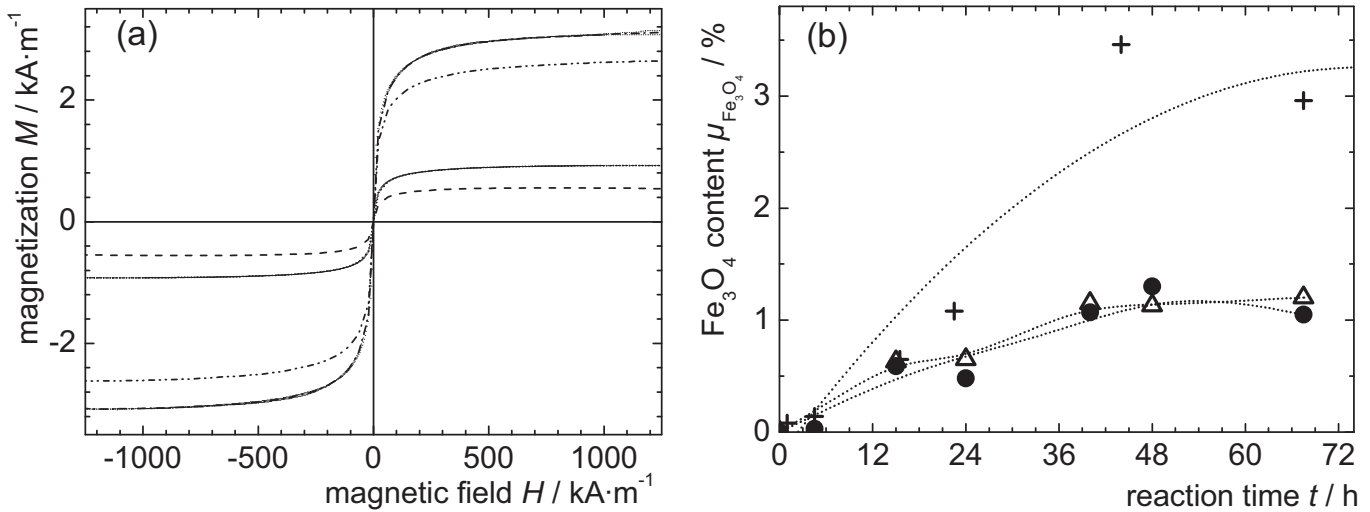 (a)
magnetization M / kA·m⁻¹
2
0
-2
-1000 -500 0 500 1000
magnetic field H / kA·m⁻¹
(b)
Fe₃O₄ content μ_Fe₃O₄ / %
3
2
1
0
0 12 24 36 48 60 72
reaction time t / h